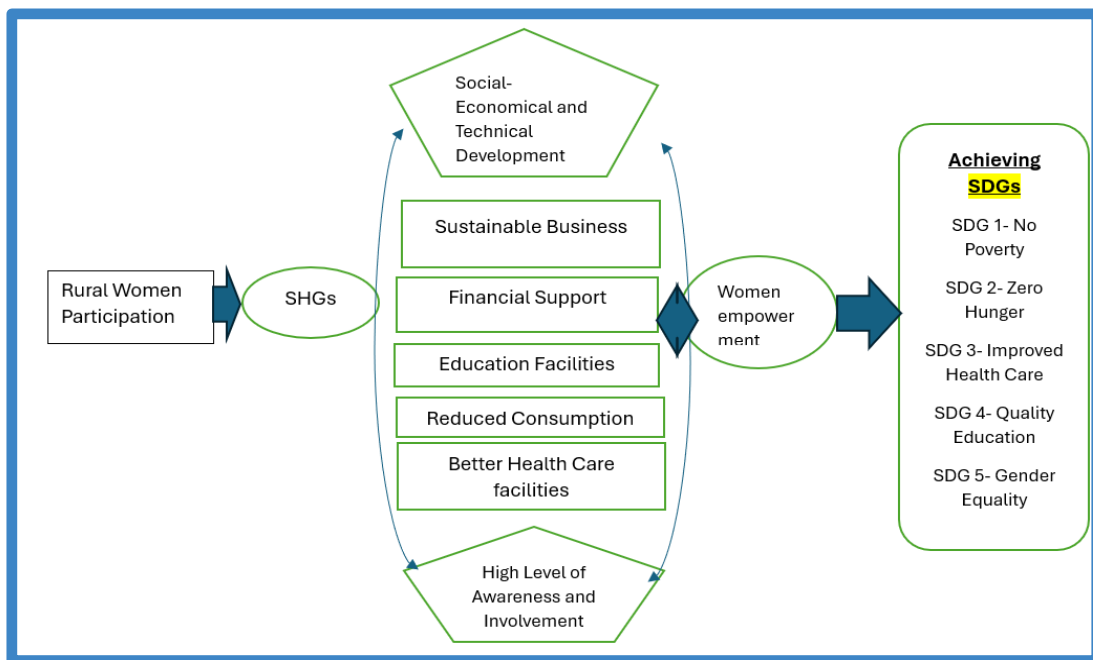 Social-
Economical and
Technical
Development
Rural Women
Participation
SHGs
Sustainable Business
Financial Support
Education Facilities
Reduced Consumption
Better Health Care
facilities
High Level of
Awareness and
Involvement
Women
empower
ment
Achieving
SDGs
SDG 1- No
Poverty
SDG 2- Zero
Hunger
SDG 3- Improved
Health Care
SDG 4- Quality
Education
SDG 5- Gender
Equality